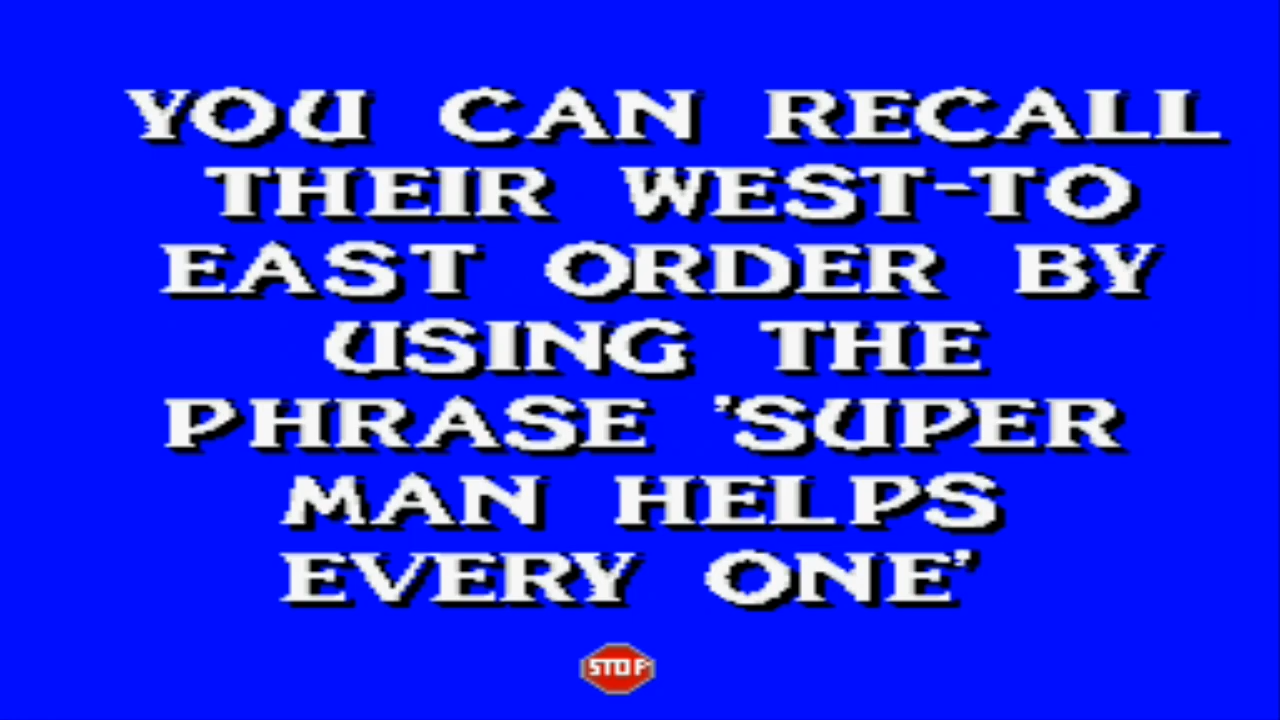 YOU CAN RECALL
THEIR WEST-TO
EAST ORDER BY
USING THE
PHRASE 'SUPER
MAN HELPS
EVERY ONE'
STOP